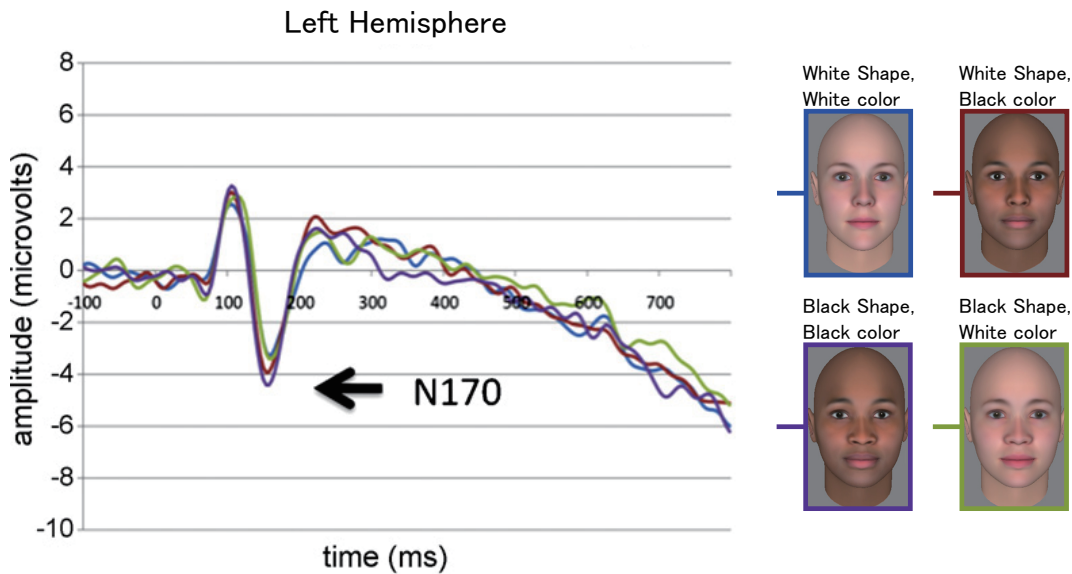 Left Hemisphere
8
6
4
2
0
-2
-4
-6
-8
-10
amplitude (microvolts)
-100 0 100 200 300 400 500 600 700
N170
time (ms)
White Shape,
White color
White Shape,
Black color
Black Shape,
Black color
Black Shape,
White color